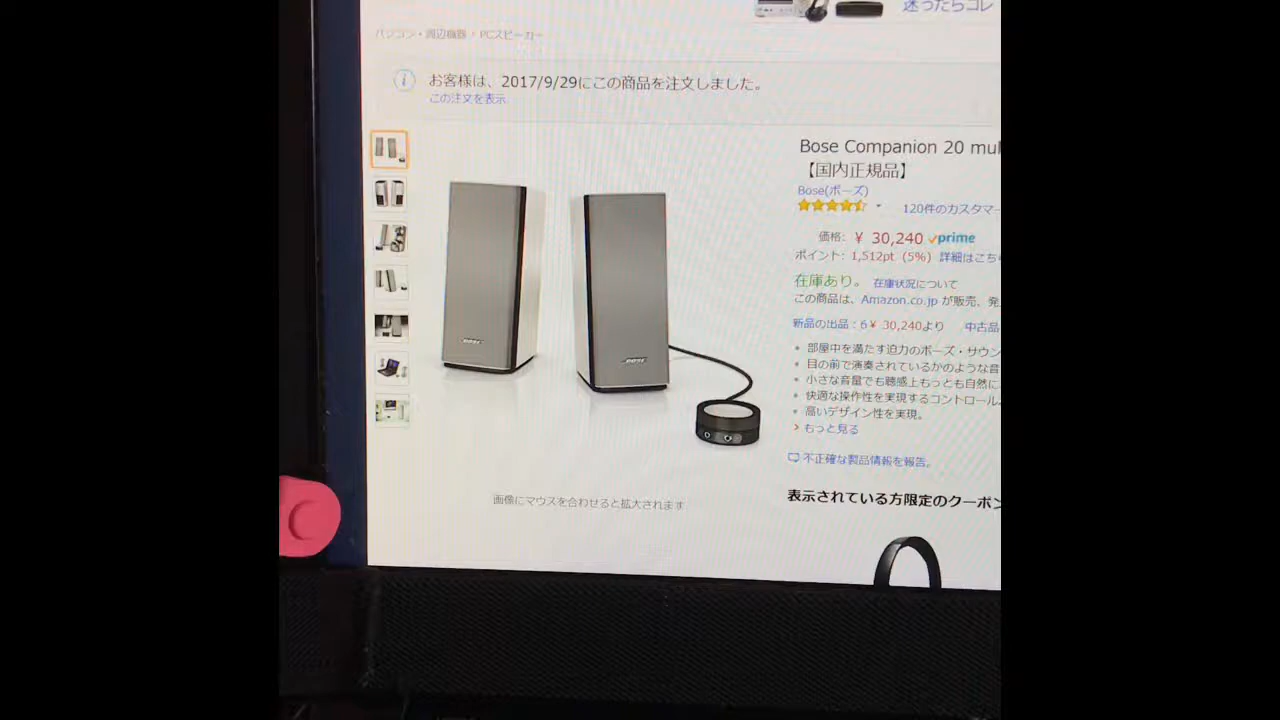 迷ったらコレ
パソコン・周辺機器 › PCスピーカー
お客様は、2017/9/29にこの商品を注文しました。
この注文を表示
Bose Companion 20 mul
【国内正規品】
Bose(ボーズ)
120件のカスタマー
価格: ¥ 30,240 prime
ポイント: 1,512pt (5%) 詳細はこち
在庫あり。 在庫状況について
この商品は、Amazon.co.jp が販売、発
新品の出品：6¥ 30,240より 中古品
部屋中を満たす迫力のボーズ・サウン
目の前で演奏されているかのような音
小さな音量でも聴感上もっとも自然に
快適な操作性を実現するコントロール
高いデザイン性を実現。
› もっと見る
不正確な製品情報を報告。
BOSE
BOSE
画像にマウスを合わせると拡大されます
表示されている方限定のクーポン